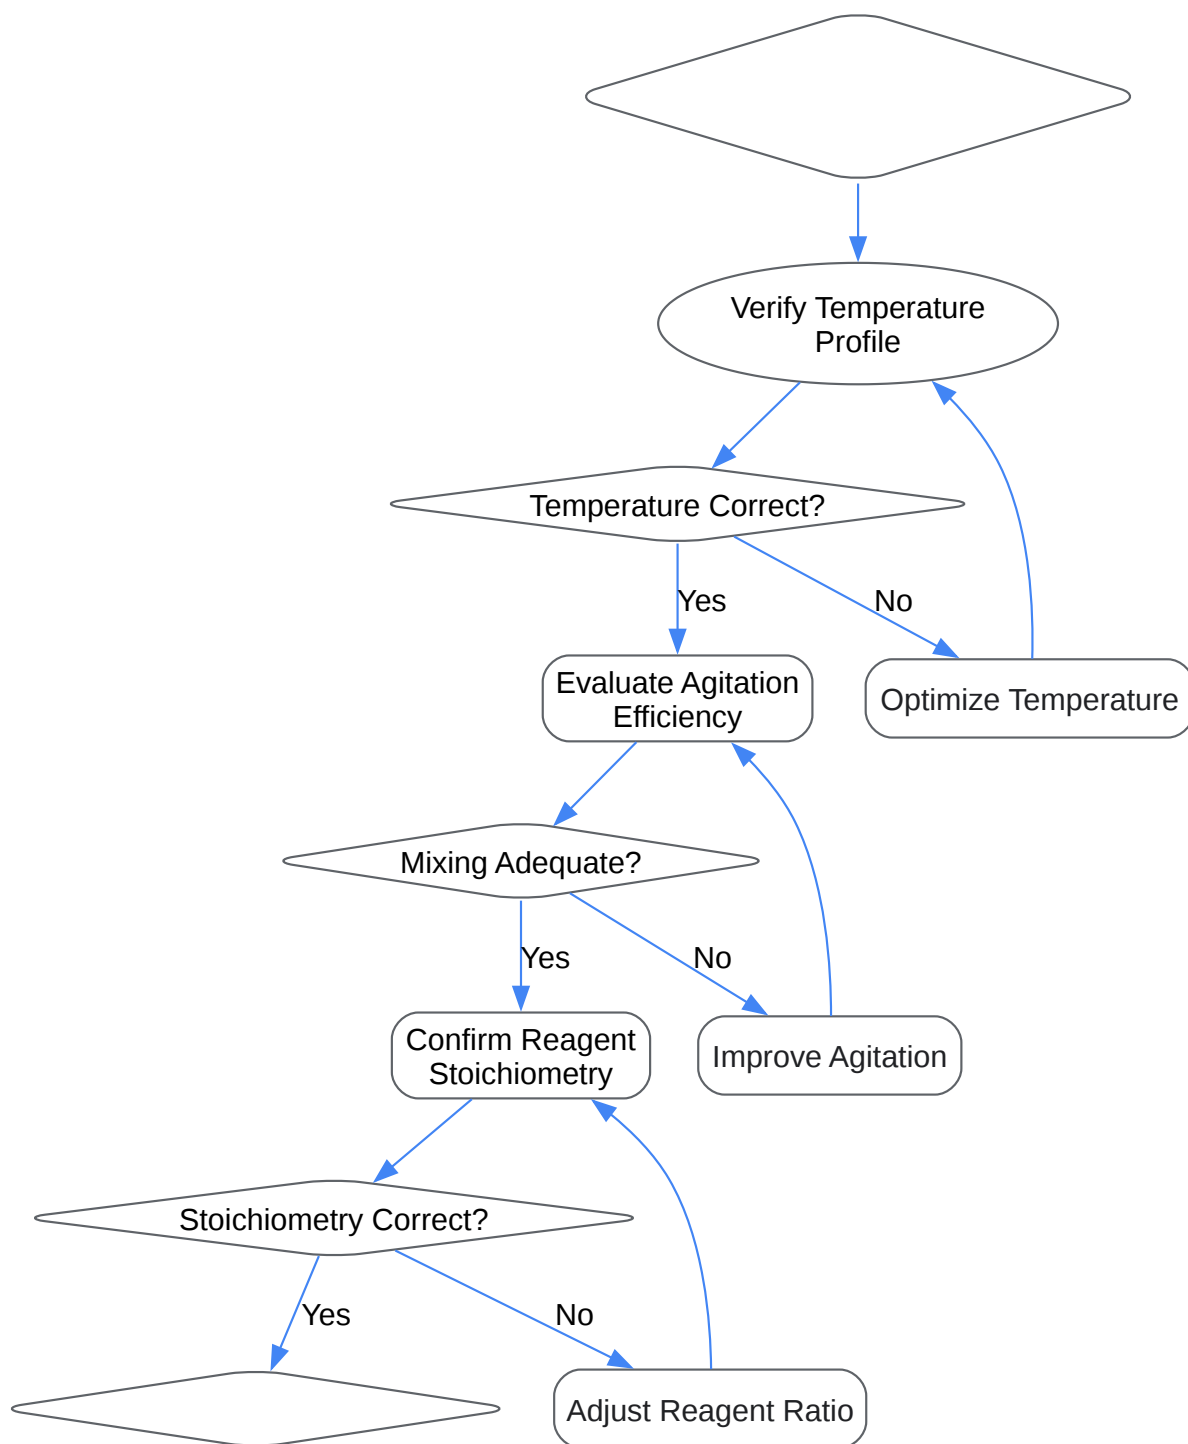 Verify Temperature
Profile
Temperature Correct?
Yes
No
Evaluate Agitation
Efficiency
Optimize Temperature
Mixing Adequate?
Yes
No
Confirm Reagent
Stoichiometry
Improve Agitation
Stoichiometry Correct?
Yes
No
Adjust Reagent Ratio